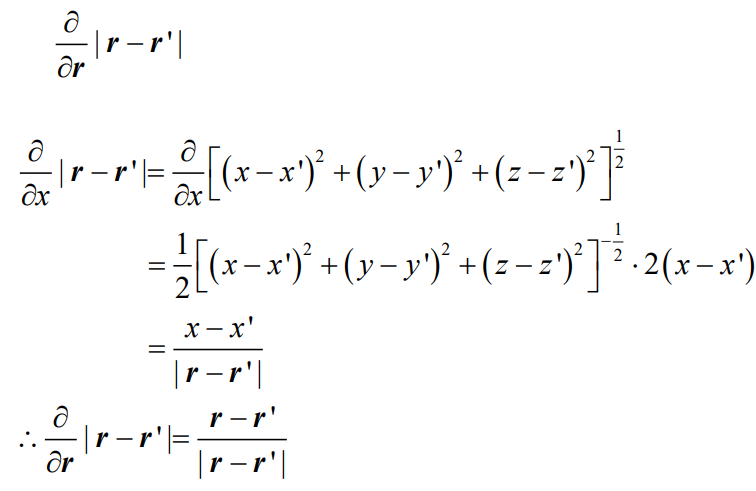 ∂/∂r |r − r'|
∂/∂x |r − r'| = ∂/∂x [(x − x')² + (y − y')² + (z − z')²]^(1/2)
= 1/2 [(x − x')² + (y − y')² + (z − z')²]^(−1/2) · 2(x − x')
= (x − x')/|r − r'|
∴ ∂/∂r |r − r'| = (r − r')/|r − r'|